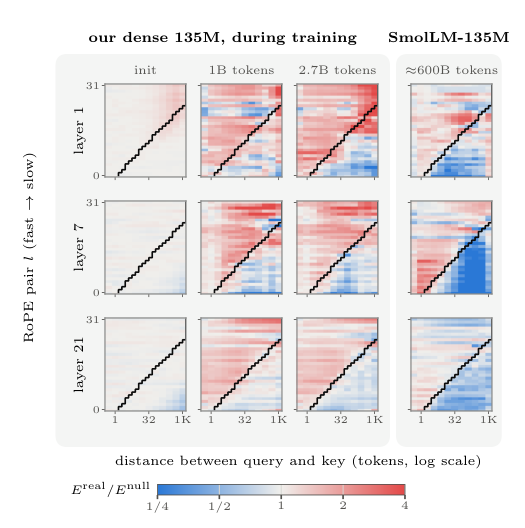 our dense 135M, during training
SmolLM-135M
init
1B tokens
2.7B tokens
≈600B tokens
RoPE pair l (fast → slow)
layer 1
31
0
layer 7
31
0
layer 21
31
0
1 32 1K
1 32 1K
1 32 1K
1 32 1K
distance between query and key (tokens, log scale)
E^real/E^null
1/4 1/2 1 2 4